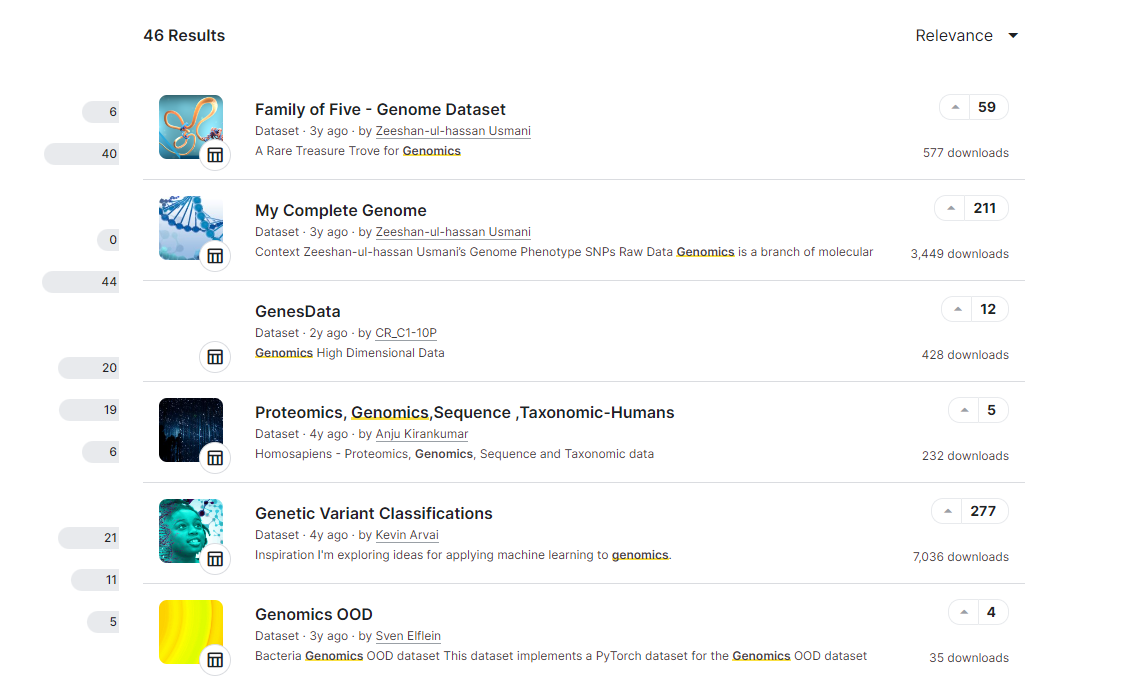 46 Results
Relevance
6
40
0
44
20
19
6
21
11
5
Family of Five - Genome Dataset
Dataset · 3y ago · by Zeeshan-ul-hassan Usmani
A Rare Treasure Trove for Genomics
59
577 downloads
My Complete Genome
Dataset · 3y ago · by Zeeshan-ul-hassan Usmani
Context Zeeshan-ul-hassan Usmani's Genome Phenotype SNPs Raw Data Genomics is a branch of molecular
211
3,449 downloads
GenesData
Dataset · 2y ago · by CR_C1-10P
Genomics High Dimensional Data
12
428 downloads
Proteomics, Genomics,Sequence ,Taxonomic-Humans
Dataset · 4y ago · by Anju Kirankumar
Homosapiens - Proteomics, Genomics, Sequence and Taxonomic data
5
232 downloads
Genetic Variant Classifications
Dataset · 4y ago · by Kevin Arvai
Inspiration I'm exploring ideas for applying machine learning to genomics.
277
7,036 downloads
Genomics OOD
Dataset · 3y ago · by Sven Elflein
Bacteria Genomics OOD dataset This dataset implements a PyTorch dataset for the Genomics OOD dataset
4
35 downloads